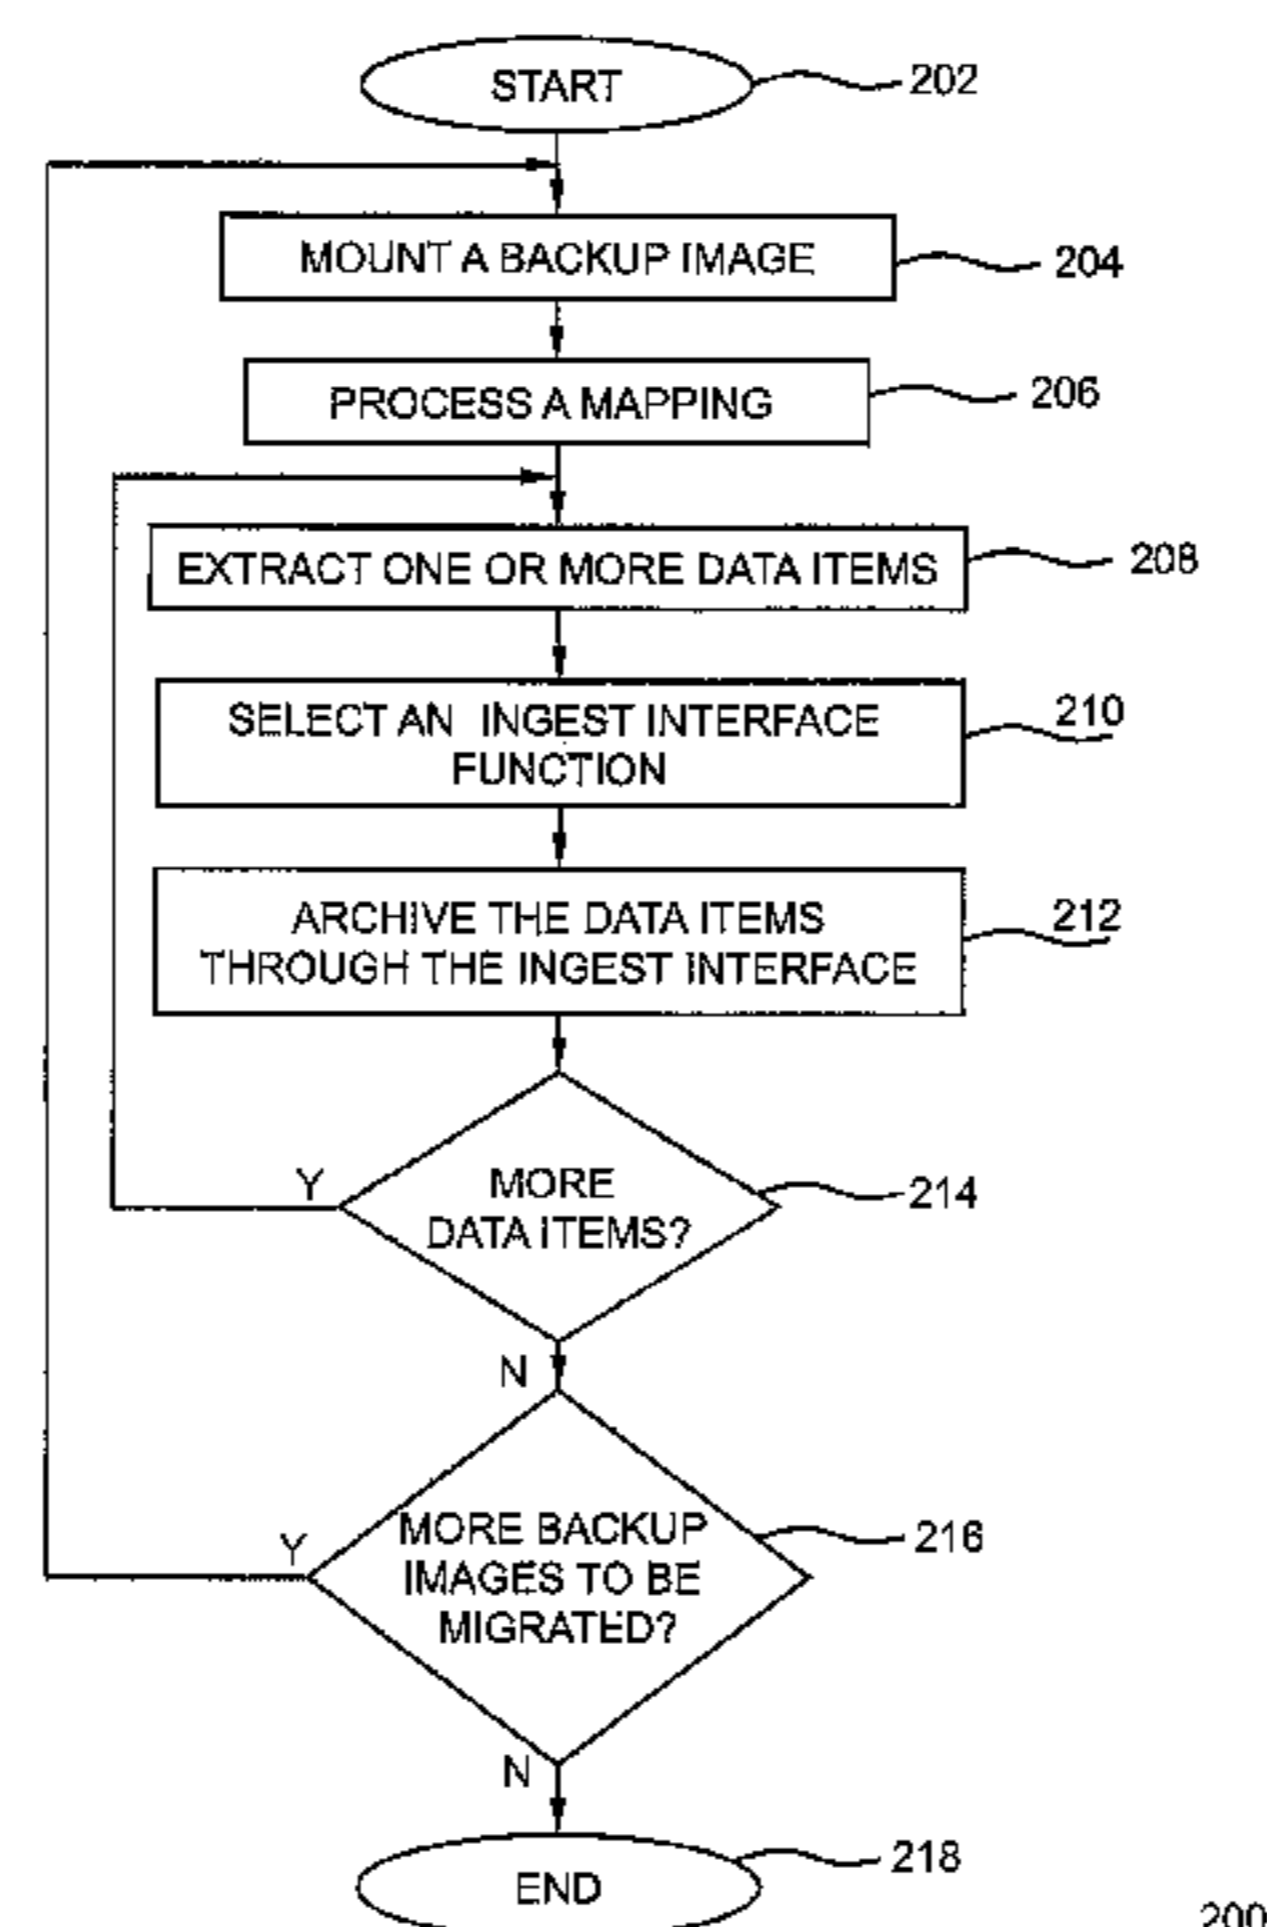 START
202
MOUNT A BACKUP IMAGE
204
PROCESS A MAPPING
206
EXTRACT ONE OR MORE DATA ITEMS
208
SELECT AN INGEST INTERFACE
FUNCTION
210
ARCHIVE THE DATA ITEMS
THROUGH THE INGEST INTERFACE
212
MORE
DATA ITEMS?
214
Y
N
MORE BACKUP
IMAGES TO BE
MIGRATED?
216
Y
N
END
218
200